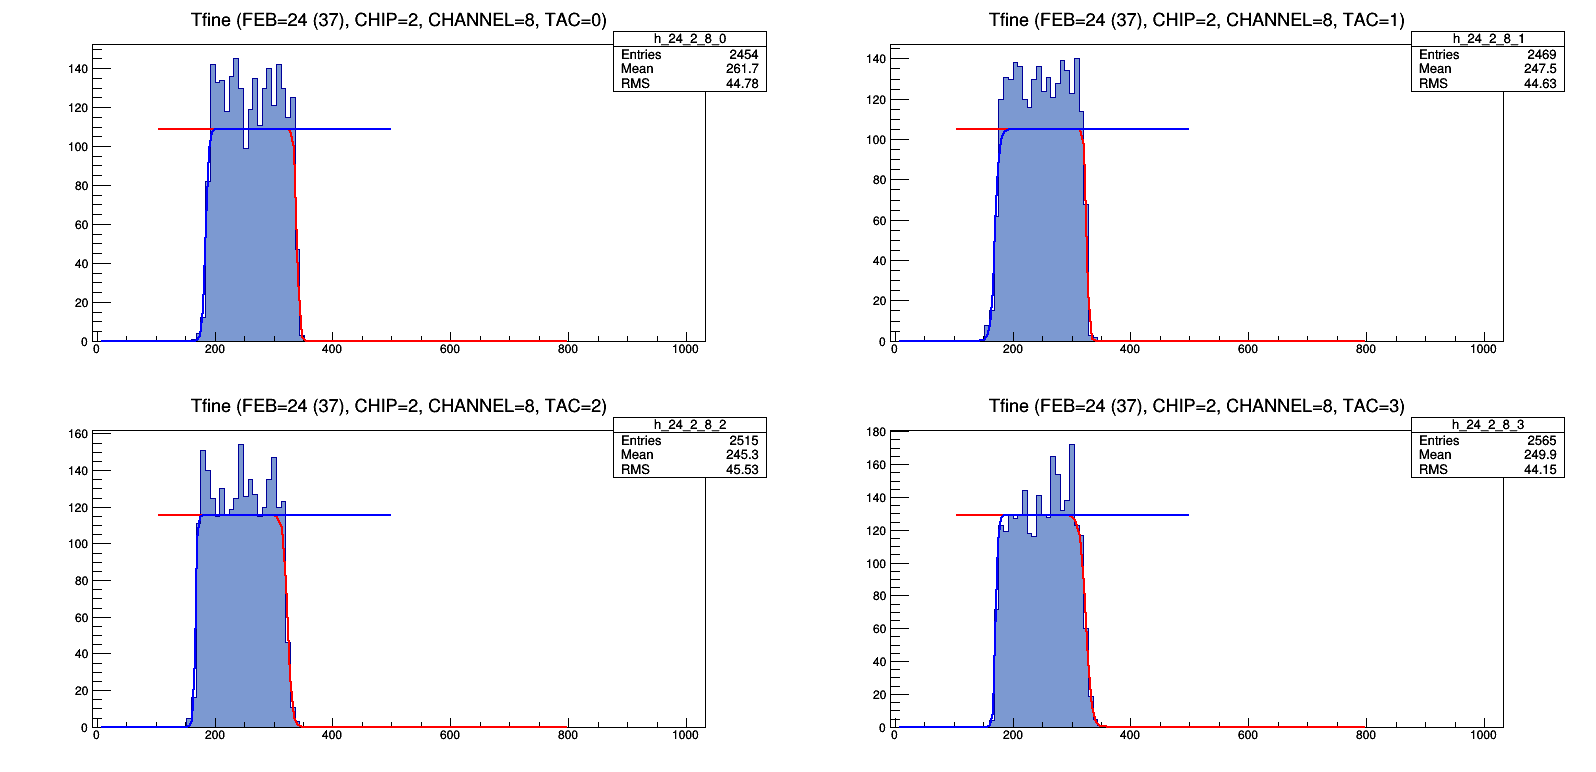 Tfine (FEB=24 (37), CHIP=2, CHANNEL=8, TAC=0)
h_24_2_8_0
Entries 2454
Mean 261.7
RMS 44.78
140
120
100
80
60
40
20
0
0 200 400 600 800 1000
Tfine (FEB=24 (37), CHIP=2, CHANNEL=8, TAC=1)
h_24_2_8_1
Entries 2469
Mean 247.5
RMS 44.63
140
120
100
80
60
40
20
0
0 200 400 600 800 1000
Tfine (FEB=24 (37), CHIP=2, CHANNEL=8, TAC=2)
h_24_2_8_2
Entries 2515
Mean 245.3
RMS 45.53
160
140
120
100
80
60
40
20
0
0 200 400 600 800 1000
Tfine (FEB=24 (37), CHIP=2, CHANNEL=8, TAC=3)
h_24_2_8_3
Entries 2565
Mean 249.9
RMS 44.15
180
160
140
120
100
80
60
40
20
0
0 200 400 600 800 1000